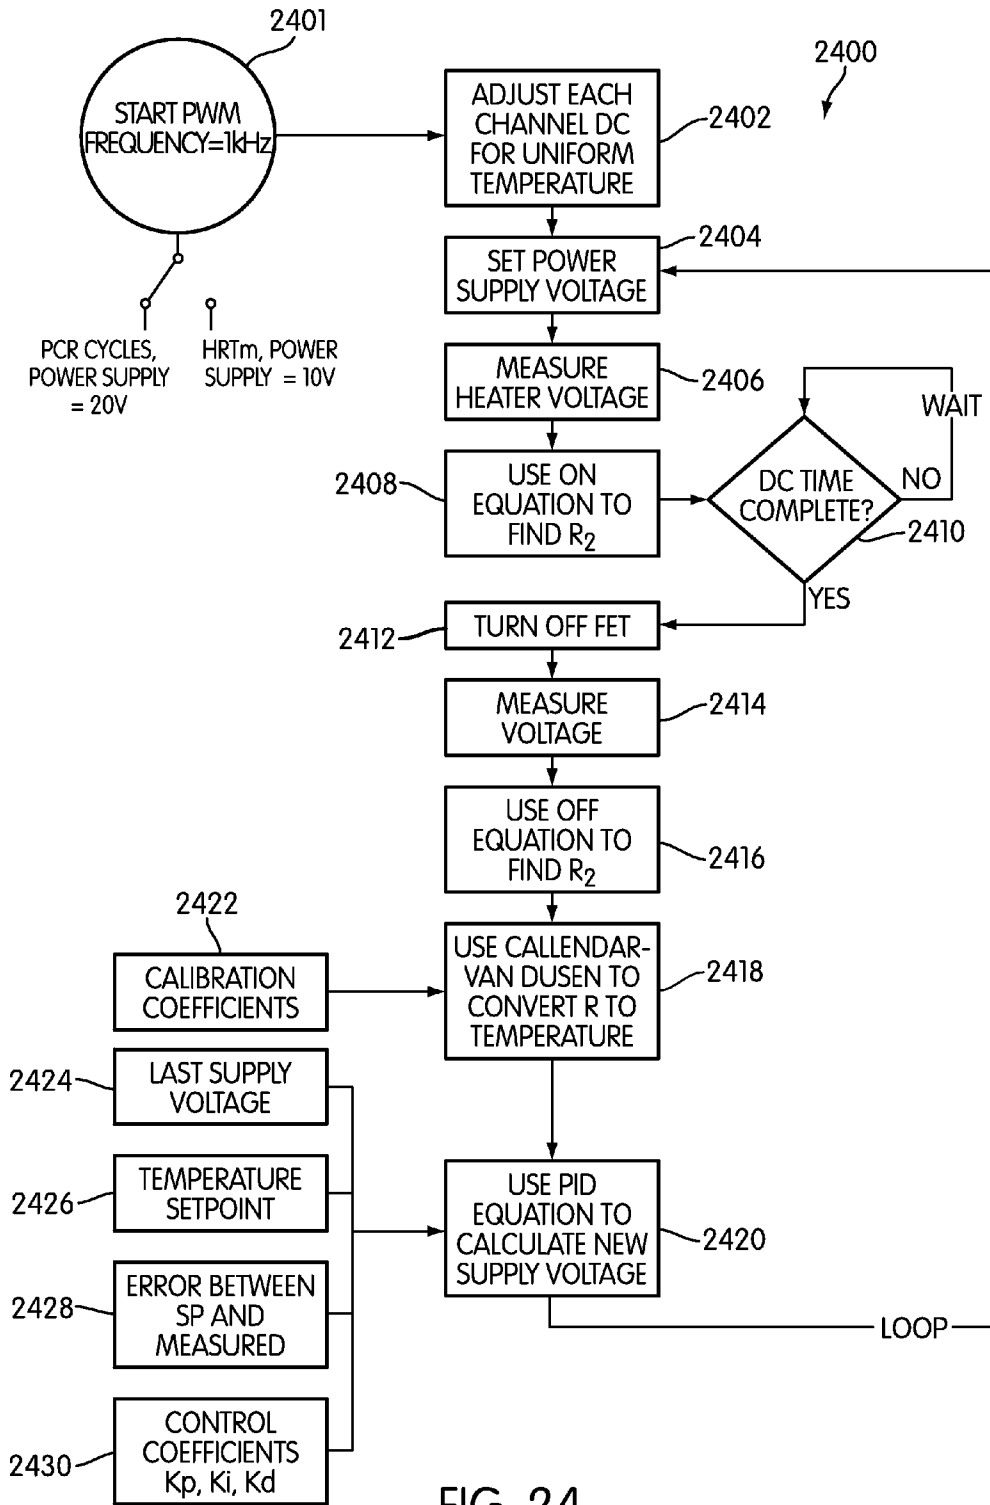 2401
START PWM
FREQUENCY=1kHz
2400
ADJUST EACH
CHANNEL DC
FOR UNIFORM
TEMPERATURE
2402
PCR CYCLES,
POWER SUPPLY
= 20V
HRTm, POWER
SUPPLY = 10V
SET POWER
SUPPLY VOLTAGE
2404
MEASURE
HEATER VOLTAGE
2406
2408
USE ON
EQUATION TO
FIND R2
DC TIME
COMPLETE?
2410
NO
WAIT
YES
2412
TURN OFF FET
MEASURE
VOLTAGE
2414
USE OFF
EQUATION TO
FIND R2
2416
2422
CALIBRATION
COEFFICIENTS
USE CALLENDAR-
VAN DUSEN TO
CONVERT R TO
TEMPERATURE
2418
2424
LAST SUPPLY
VOLTAGE
2426
TEMPERATURE
SETPOINT
2428
ERROR BETWEEN
SP AND
MEASURED
2430
CONTROL
COEFFICIENTS
Kp, Ki, Kd
USE PID
EQUATION TO
CALCULATE NEW
SUPPLY VOLTAGE
2420
LOOP
FIG. 24